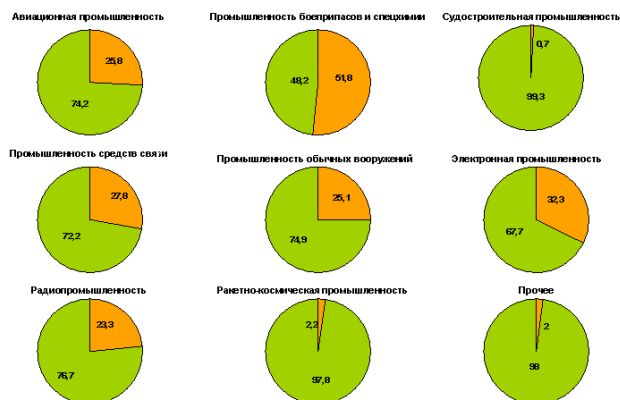 Авиационная промышленность
Промышленность боеприпасов и спецхимии
Судостроительная промышленность
25,8
74,2
48,2
51,8
0,7
99,3
Промышленность средств связи
Промышленность обычных вооружений
Электронная промышленность
27,8
72,2
25,1
74,9
32,3
67,7
Радиопромышленность
Ракетно-космическая промышленность
Прочее
23,3
76,7
2,2
97,8
2
98